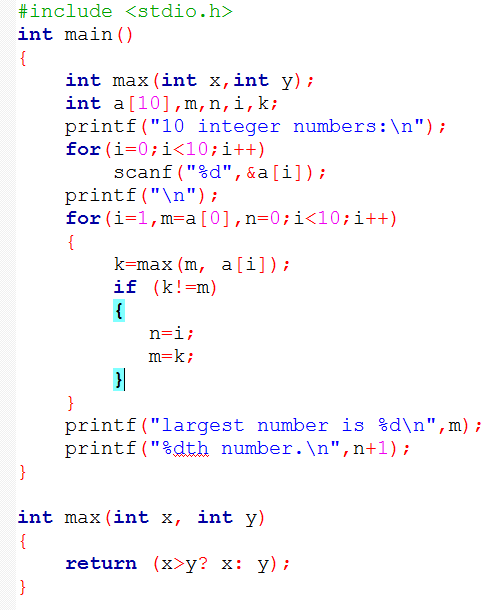 #include <stdio.h>
int main()
{
    int max(int x,int y);
    int a[10],m,n,i,k;
    printf("10 integer numbers:\n");
    for(i=0;i<10;i++)
        scanf("%d",&a[i]);
    printf("\n");
    for(i=1,m=a[0],n=0;i<10;i++)
    {
        k=max(m, a[i]);
        if (k!=m)
        {
           n=i;
           m=k;
        }
    }
    printf("largest number is %d\n",m);
    printf("%dth number.\n",n+1);
}

int max(int x, int y)
{
    return (x>y? x: y);
}